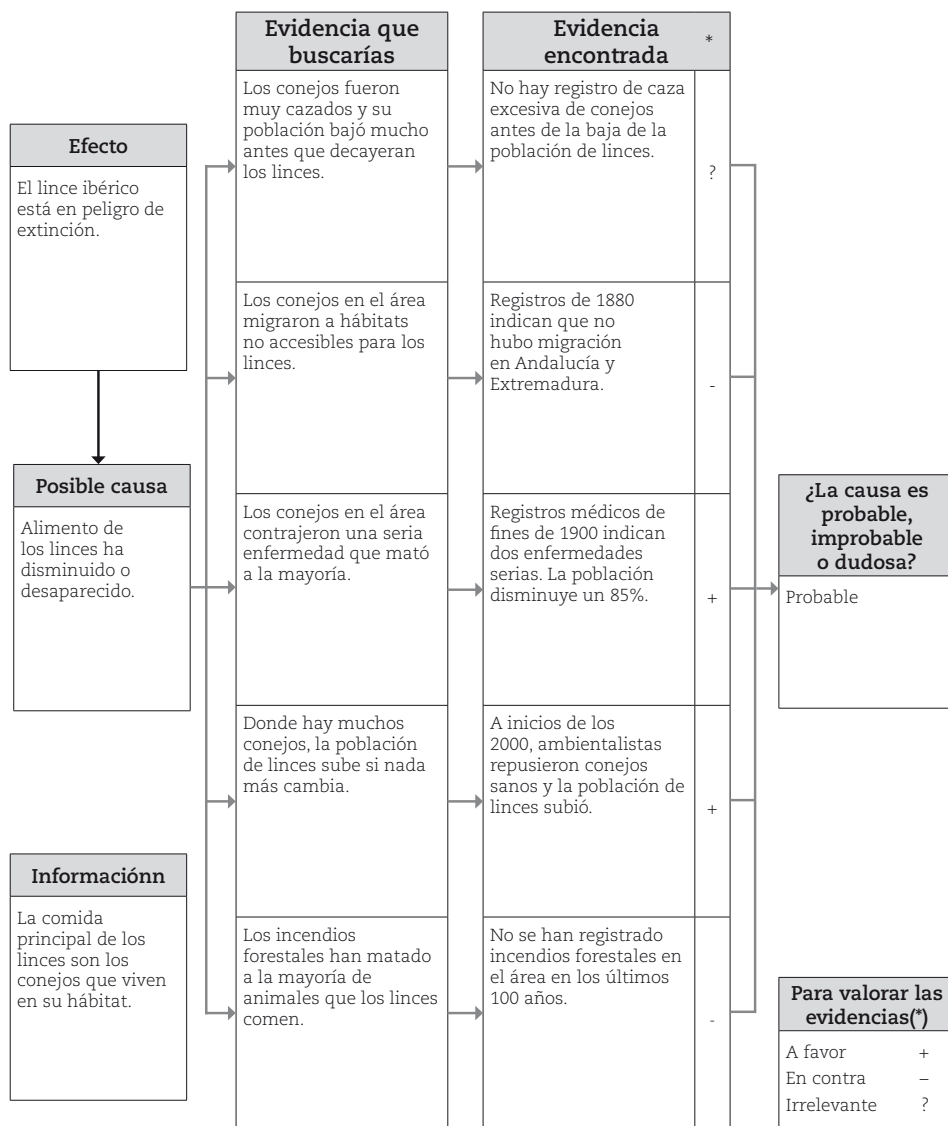 Efecto
El lince ibérico
está en peligro de
extinción.
Posible causa
Alimento de
los linces ha
disminuido o
desaparecido.
Informaciónn
La comida
principal de los
linces son los
conejos que viven
en su hábitat.
Evidencia que
buscarías
Los conejos fueron
muy cazados y su
población bajó mucho
antes que decayeran
los linces.
Los conejos en el área
migraron a hábitats
no accesibles para los
linces.
Los conejos en el área
contrajeron una seria
enfermedad que mató
a la mayoría.
Donde hay muchos
conejos, la población
de linces sube si nada
más cambia.
Los incendios
forestales han matado
a la mayoría de
animales que los linces
comen.
Evidencia
encontrada
*
No hay registro de caza
excesiva de conejos
antes de la baja de la
población de linces.
?
Registros de 1880
indican que no
hubo migración
en Andalucía y
Extremadura.
-
Registros médicos de
fines de 1900 indican
dos enfermedades
serias. La población
disminuye un 85%.
+
A inicios de los
2000, ambientalistas
repusieron conejos
sanos y la población de
linces subió.
+
No se han registrado
incendios forestales en
el área en los últimos
100 años.
-
¿La causa es
probable,
improbable
o dudosa?
Probable
Para valorar las
evidencias(*)
A favor +
En contra –
Irrelevante ?